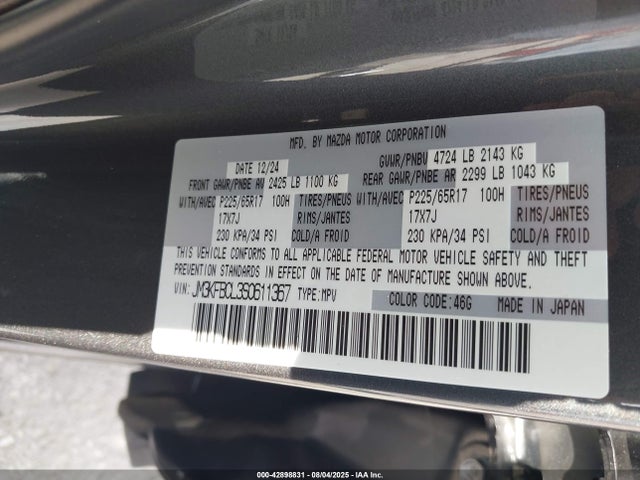 MFD. BY MAZDA MOTOR CORPORATION
DATE 12/24 GVWR/PNBV 4724 LB 2143 KG
FRONT GAWR/PNBE AV 2425 LB 1100 KG REAR GAWR/PNBE AR 2299 LB 1043 KG
WITH/AVEC P225/65R17 100H TIRES/PNEUS WITH/AVEC P225/65R17 100H TIRES/PNEUS
17X7J RIMS/JANTES 17X7J RIMS/JANTES
230 KPA/34 PSI COLD/A FROID 230 KPA/34 PSI COLD/A FROID
THIS VEHICLE CONFORMS TO ALL APPLICABLE FEDERAL MOTOR VEHICLE SAFETY AND THEFT
PREVENTION STANDARDS IN EFFECT ON THE DATE OF MANUFACTURE SHOWN ABOVE.
VIN: JM3KFBCL3S0611367 TYPE:MPV COLOR CODE:46G MADE IN JAPAN
000-42898831 - 08/04/2025 - IAA Inc.